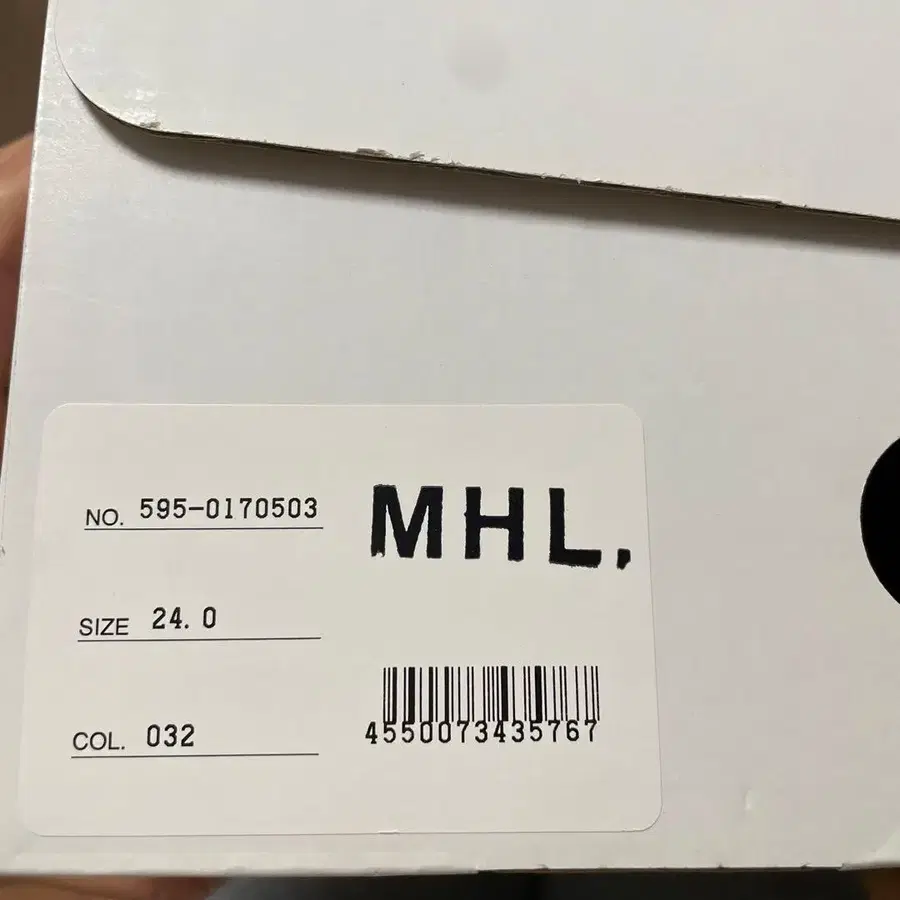 NO. 595-0170503
MHL.
SIZE 24.0
COL. 032
4550073435767